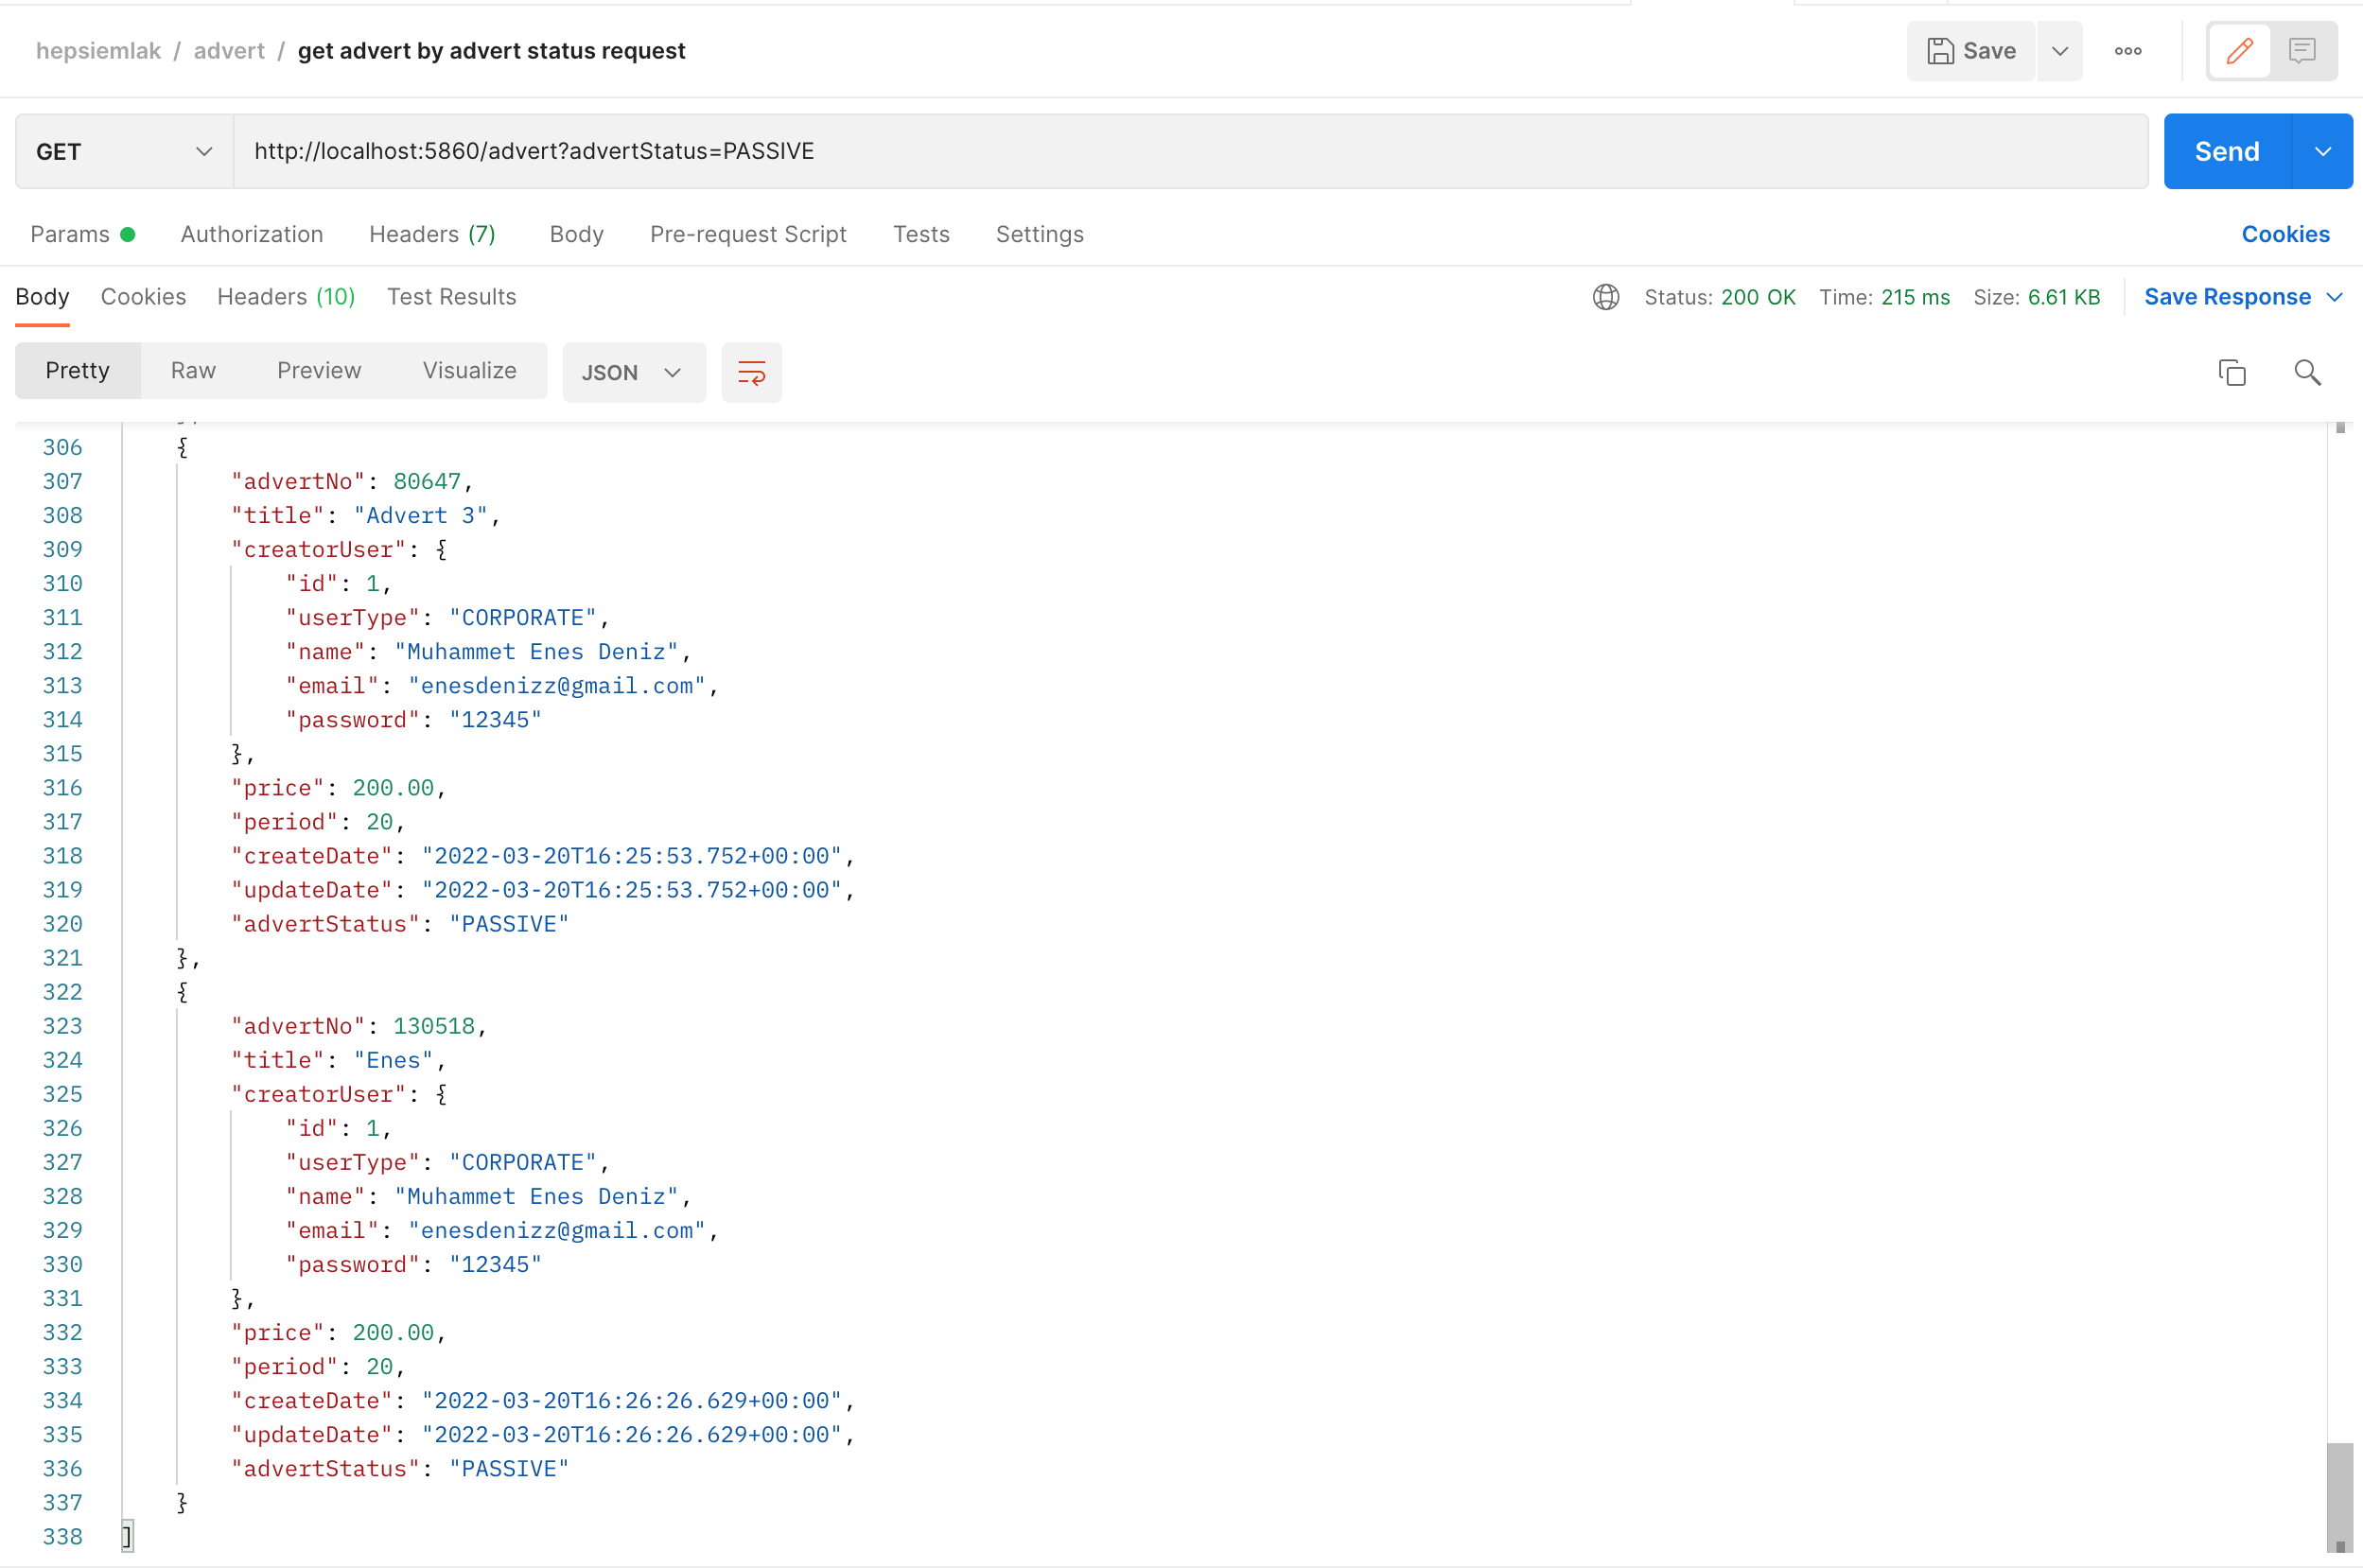 hepsiemlak / advert / get advert by advert status request
Save
GET http://localhost:5860/advert?advertStatus=PASSIVE Send
Params Authorization Headers (7) Body Pre-request Script Tests Settings Cookies
Body Cookies Headers (10) Test Results Status: 200 OK Time: 215 ms Size: 6.61 KB Save Response
Pretty Raw Preview Visualize JSON
306 {
307 "advertNo": 80647,
308 "title": "Advert 3",
309 "creatorUser": {
310 "id": 1,
311 "userType": "CORPORATE",
312 "name": "Muhammet Enes Deniz",
313 "email": "enesdenizz@gmail.com",
314 "password": "12345"
315 },
316 "price": 200.00,
317 "period": 20,
318 "createDate": "2022-03-20T16:25:53.752+00:00",
319 "updateDate": "2022-03-20T16:25:53.752+00:00",
320 "advertStatus": "PASSIVE"
321 },
322 {
323 "advertNo": 130518,
324 "title": "Enes",
325 "creatorUser": {
326 "id": 1,
327 "userType": "CORPORATE",
328 "name": "Muhammet Enes Deniz",
329 "email": "enesdenizz@gmail.com",
330 "password": "12345"
331 },
332 "price": 200.00,
333 "period": 20,
334 "createDate": "2022-03-20T16:26:26.629+00:00",
335 "updateDate": "2022-03-20T16:26:26.629+00:00",
336 "advertStatus": "PASSIVE"
337 }
338 ]